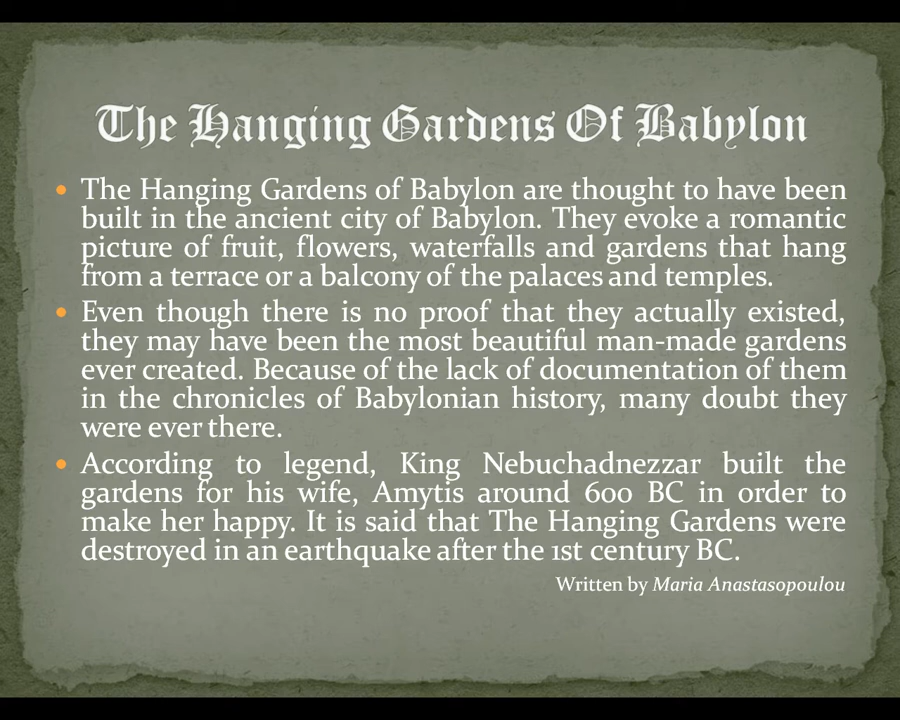 The Hanging Gardens Of Babylon
• The Hanging Gardens of Babylon are thought to have been
built in the ancient city of Babylon. They evoke a romantic
picture of fruit, flowers, waterfalls and gardens that hang
from a terrace or a balcony of the palaces and temples.
• Even though there is no proof that they actually existed,
they may have been the most beautiful man-made gardens
ever created. Because of the lack of documentation of them
in the chronicles of Babylonian history, many doubt they
were ever there.
• According to legend, King Nebuchadnezzar built the
gardens for his wife, Amytis around 600 BC in order to
make her happy. It is said that The Hanging Gardens were
destroyed in an earthquake after the 1st century BC.
Written by Maria Anastasopoulou